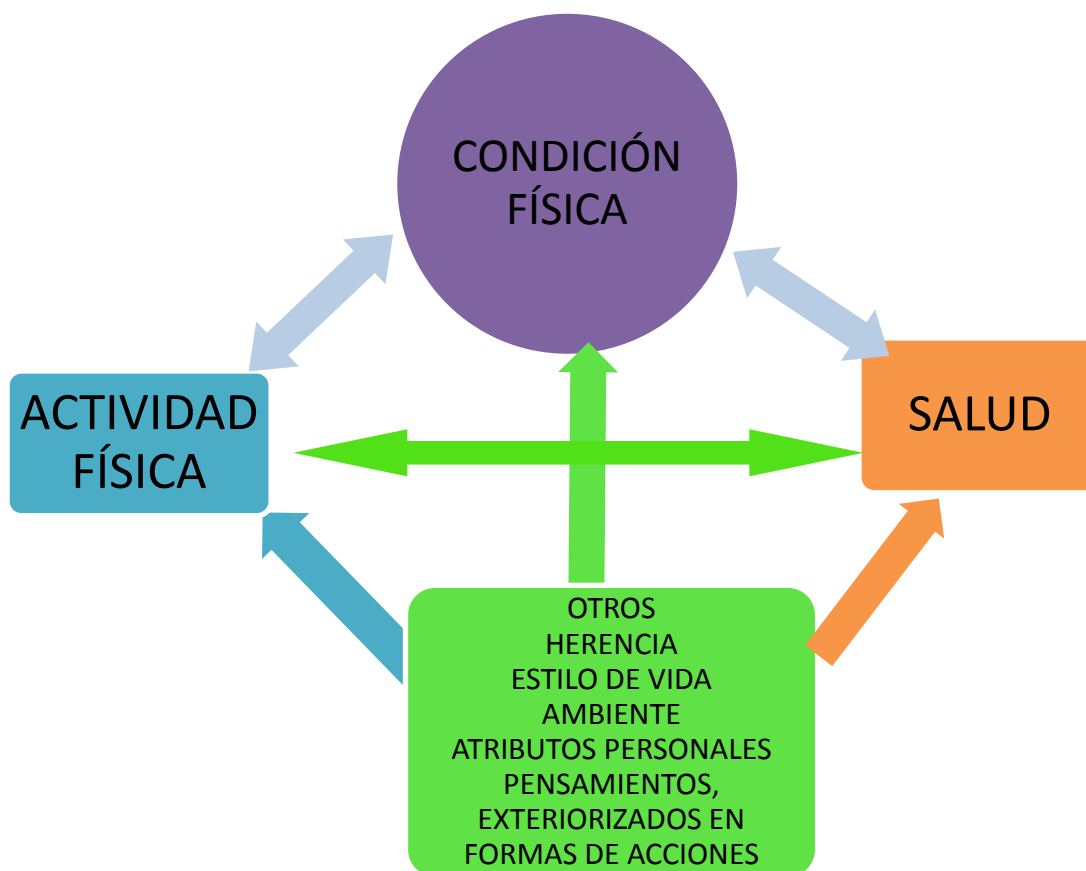 CONDICIÓN
FÍSICA
ACTIVIDAD
FÍSICA
SALUD
OTROS
HERENCIA
ESTILO DE VIDA
AMBIENTE
ATRIBUTOS PERSONALES
PENSAMIENTOS,
EXTERIORIZADOS EN
FORMAS DE ACCIONES